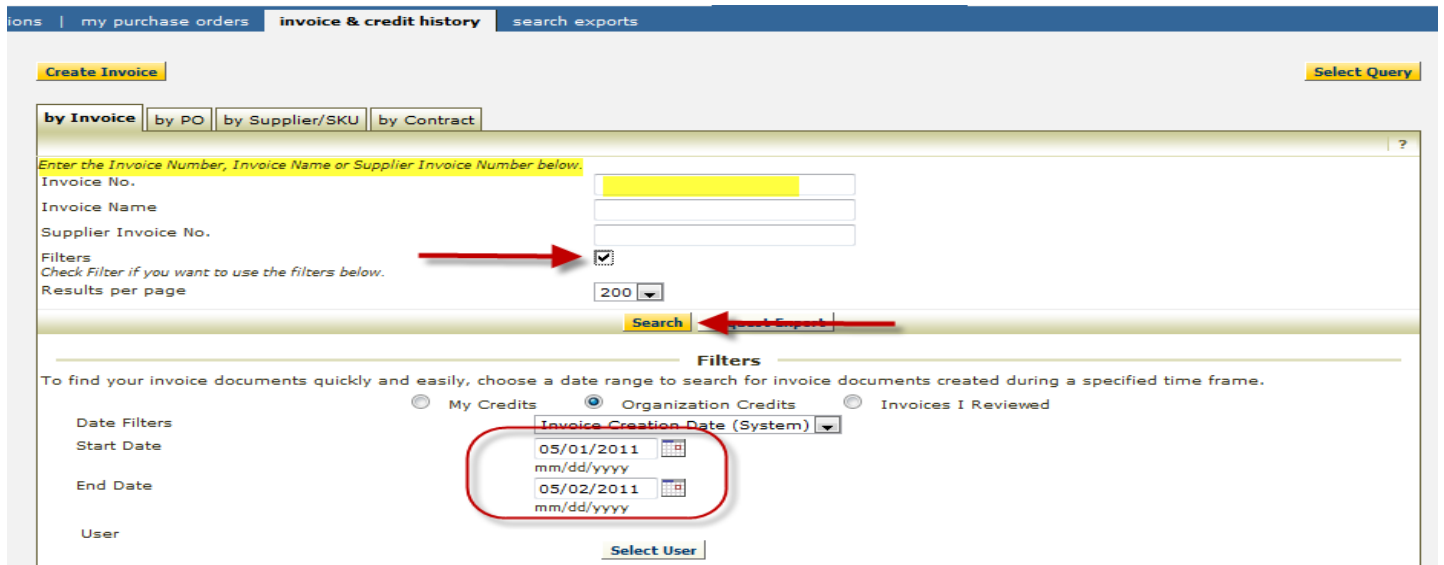 ions | my purchase orders invoice & credit history search exports
Create Invoice Select Query
by Invoice by PO by Supplier/SKU by Contract
?
Enter the Invoice Number, Invoice Name or Supplier Invoice Number below.
Invoice No.
Invoice Name
Supplier Invoice No.
Filters
Check Filter if you want to use the filters below.
Results per page 200
Search Export
Filters
To find your invoice documents quickly and easily, choose a date range to search for invoice documents created during a specified time frame.
My Credits Organization Credits Invoices I Reviewed
Date Filters Invoice Creation Date (System)
Start Date 05/01/2011
mm/dd/yyyy
End Date 05/02/2011
mm/dd/yyyy
User
Select User